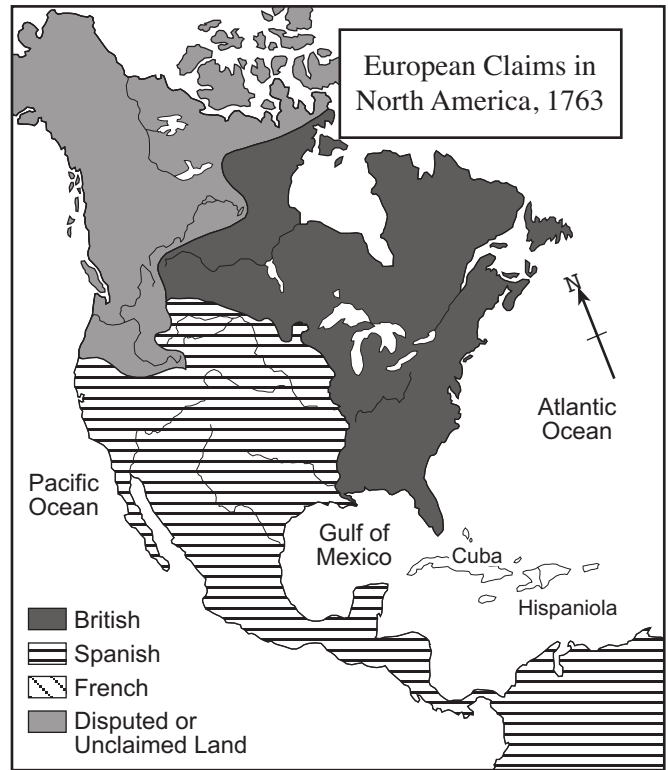 European Claims in
North America, 1763
N
Atlantic
Ocean
Pacific
Ocean
Gulf of
Mexico
Cuba
Hispaniola
British
Spanish
French
Disputed or
Unclaimed Land